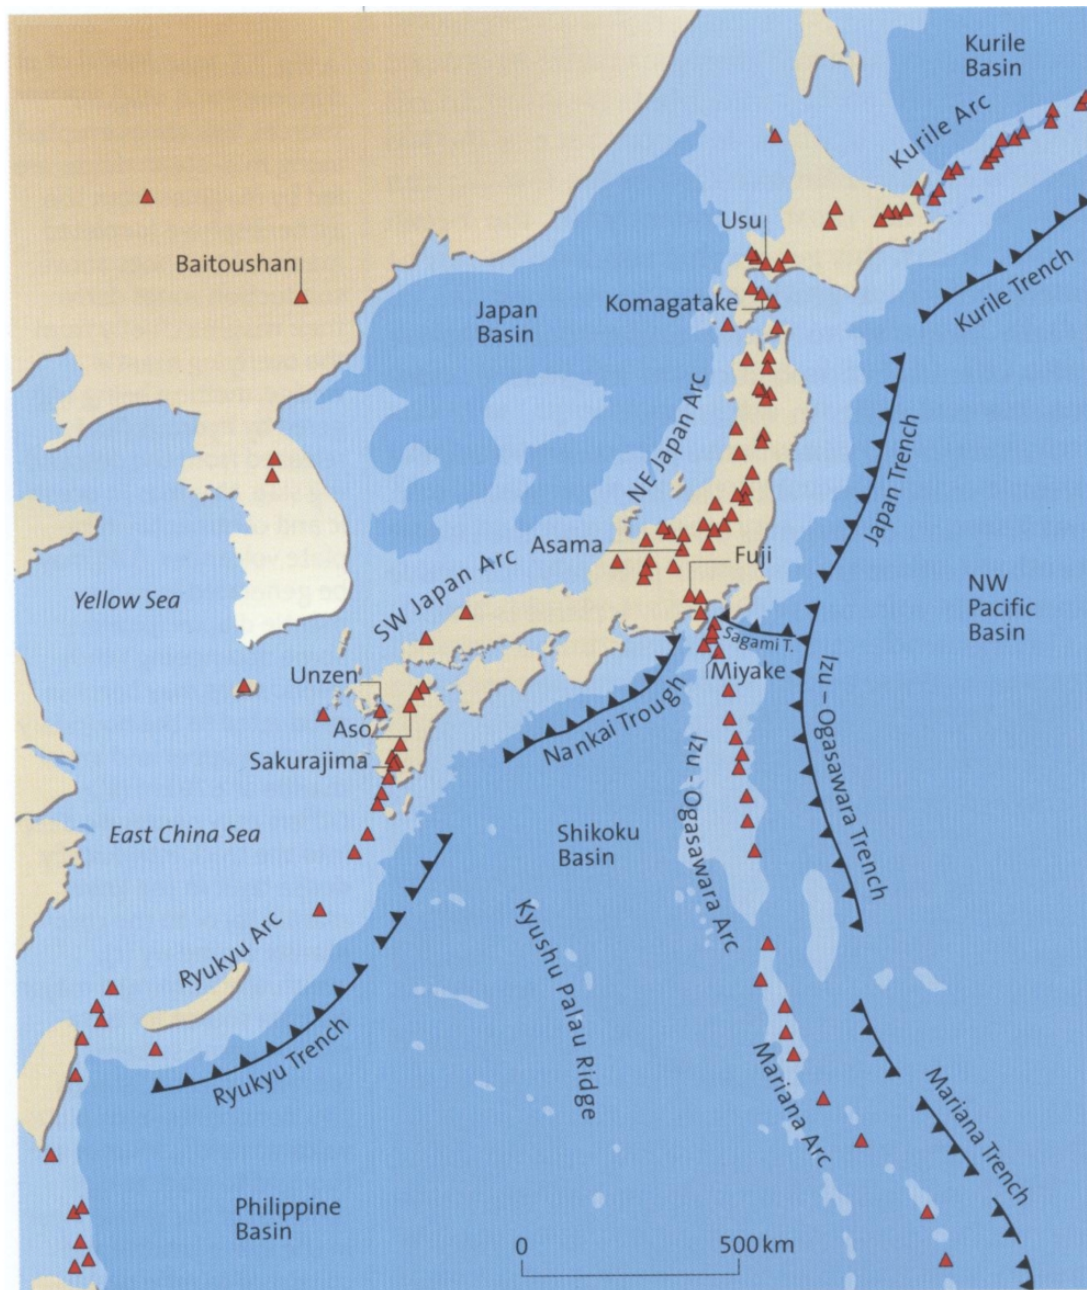 Kurile
Basin
Kurile Arc
Usu
Baitoushan
Komagatake
Japan
Basin
Kurile Trench
NE Japan Arc
Japan Trench
Asama
Fuji
SW Japan Arc
Yellow Sea
NW
Pacific
Basin
Sagami T.
Miyake
Unzen
Aso
Nankai Trough
Izu – Ogasawara Trench
Sakurajima
Izu - Ogasawara Arc
East China Sea
Shikoku
Basin
Ryukyu Arc
Kyushu Palau Ridge
Ryukyu Trench
Mariana Arc
Mariana Trench
Philippine
Basin
0 500 km